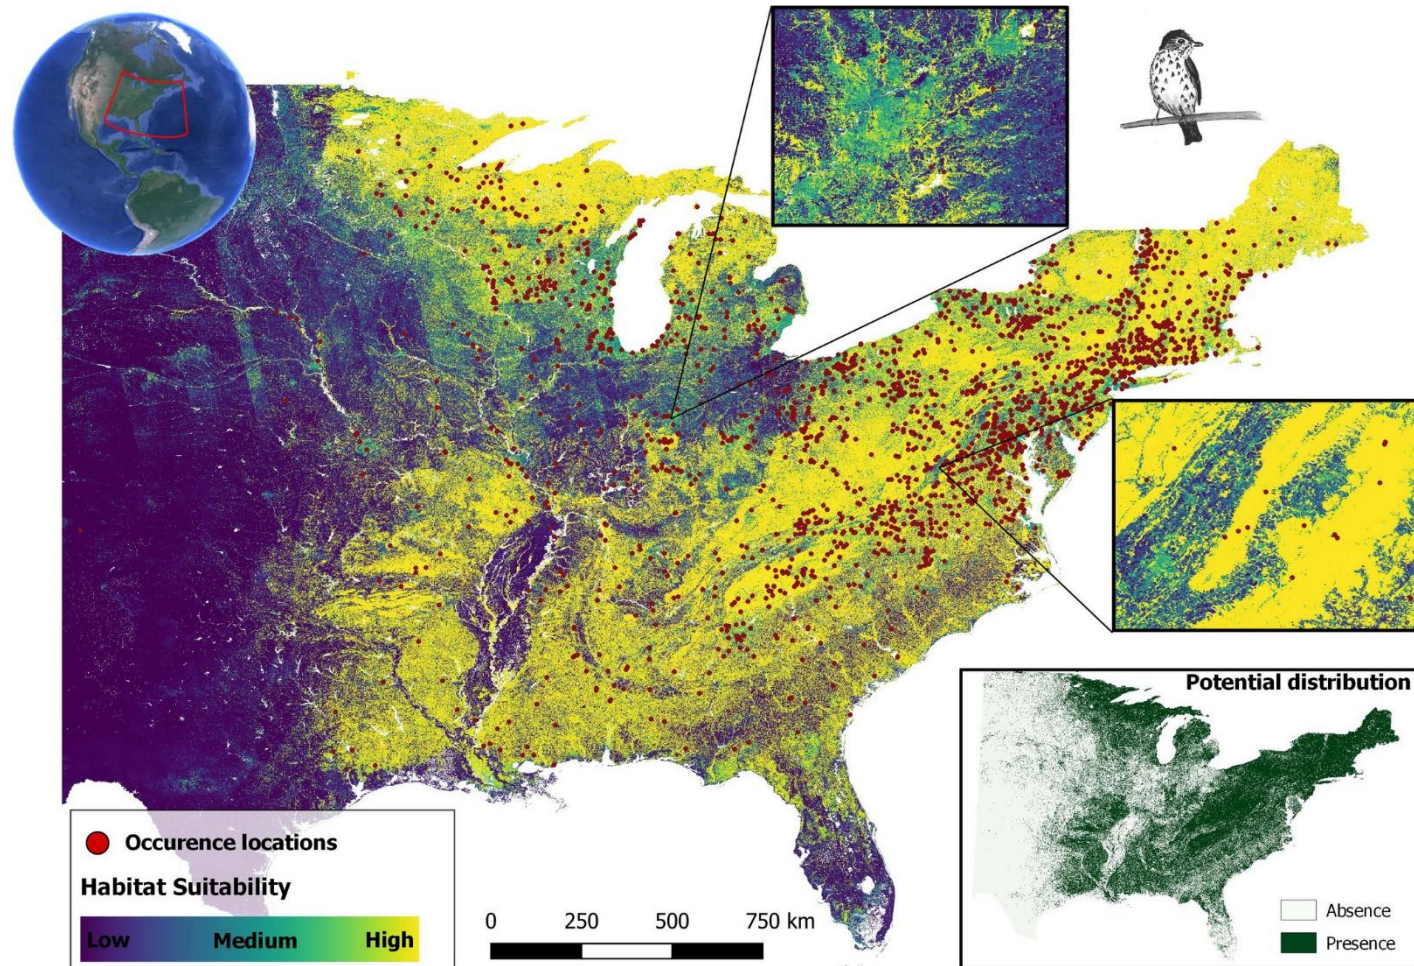 Potential distribution
Absence
Presence
Occurence locations
Habitat Suitability
Low Medium High
0 250 500 750 km